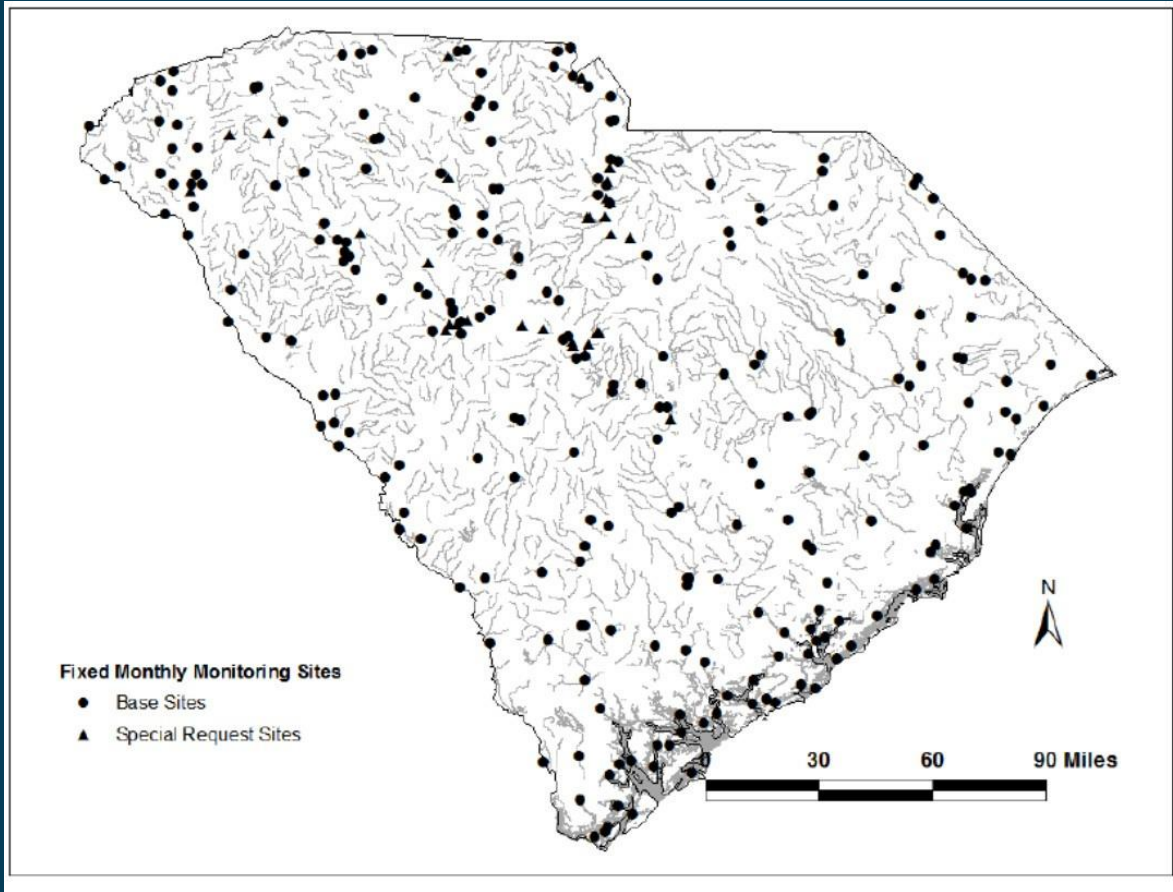 N
Fixed Monthly Monitoring Sites
Base Sites
Special Request Sites
0 30 60 90 Miles